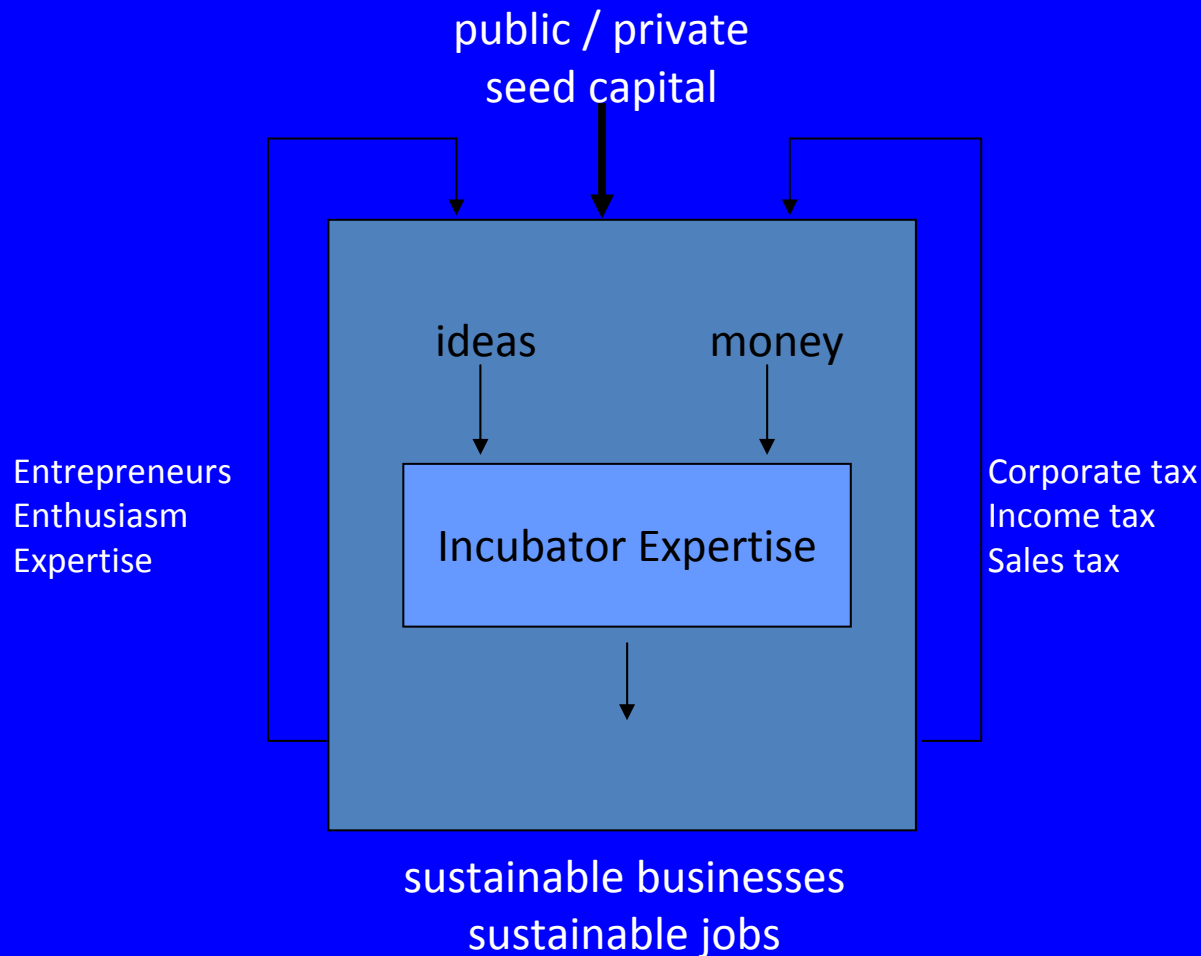 public / private
seed capital
ideas
money
Entrepreneurs
Enthusiasm
Expertise
Incubator Expertise
Corporate tax
Income tax
Sales tax
sustainable businesses
sustainable jobs